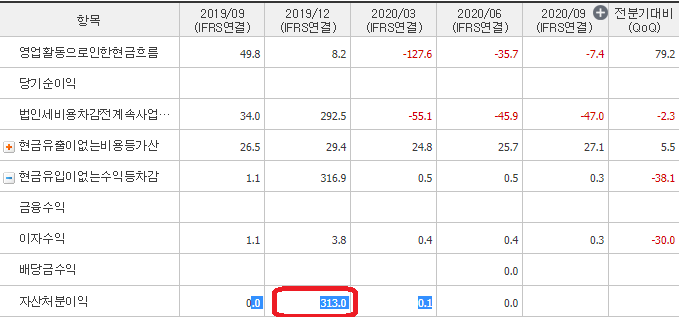 항목 2019/09 (IFRS연결) 2019/12 (IFRS연결) 2020/03 (IFRS연결) 2020/06 (IFRS연결) 2020/09 (IFRS연결) 전분기대비 (QoQ)
영업활동으로인한현금흐름 49.8 8.2 -127.6 -35.7 -7.4 79.2
당기순이익
법인세비용차감전계속사업… 34.0 292.5 -55.1 -45.9 -47.0 -2.3
현금유출이없는비용등가산 26.5 29.4 24.8 25.7 27.1 5.5
현금유입이없는수익등차감 1.1 316.9 0.5 0.5 0.3 -38.1
금융수익
이자수익 1.1 3.8 0.4 0.4 0.3 -30.0
배당금수익 0.0
자산처분이익 0.0 313.0 0.1 0.0